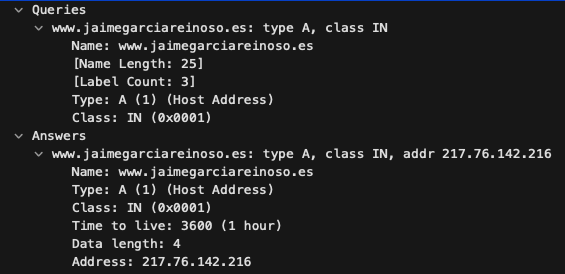 Queries
www.jaimegarciareinoso.es: type A, class IN
Name: www.jaimegarciareinoso.es
[Name Length: 25]
[Label Count: 3]
Type: A (1) (Host Address)
Class: IN (0x0001)
Answers
www.jaimegarciareinoso.es: type A, class IN, addr 217.76.142.216
Name: www.jaimegarciareinoso.es
Type: A (1) (Host Address)
Class: IN (0x0001)
Time to live: 3600 (1 hour)
Data length: 4
Address: 217.76.142.216